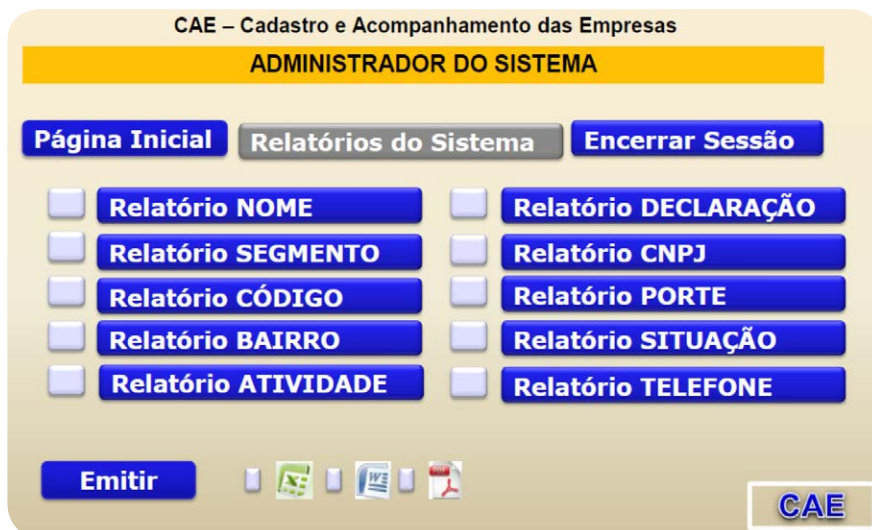 CAE – Cadastro e Acompanhamento das Empresas
ADMINISTRADOR DO SISTEMA
Página Inicial
Relatórios do Sistema
Encerrar Sessão
Relatório NOME
Relatório DECLARAÇÃO
Relatório SEGMENTO
Relatório CNPJ
Relatório CÓDIGO
Relatório PORTE
Relatório BAIRRO
Relatório SITUAÇÃO
Relatório ATIVIDADE
Relatório TELEFONE
Emitir
PDF
CAE